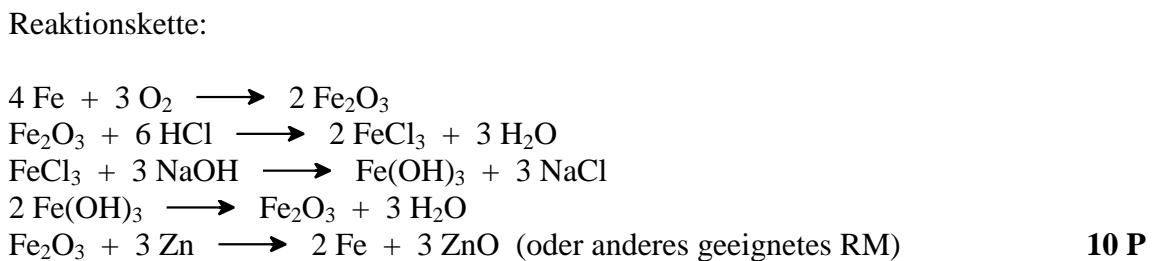 Reaktionskette:
4 Fe + 3 O₂ ⟶ 2 Fe₂O₃
Fe₂O₃ + 6 HCl ⟶ 2 FeCl₃ + 3 H₂O
FeCl₃ + 3 NaOH ⟶ Fe(OH)₃ + 3 NaCl
2 Fe(OH)₃ ⟶ Fe₂O₃ + 3 H₂O
Fe₂O₃ + 3 Zn ⟶ 2 Fe + 3 ZnO (oder anderes geeignetes RM) 10 P